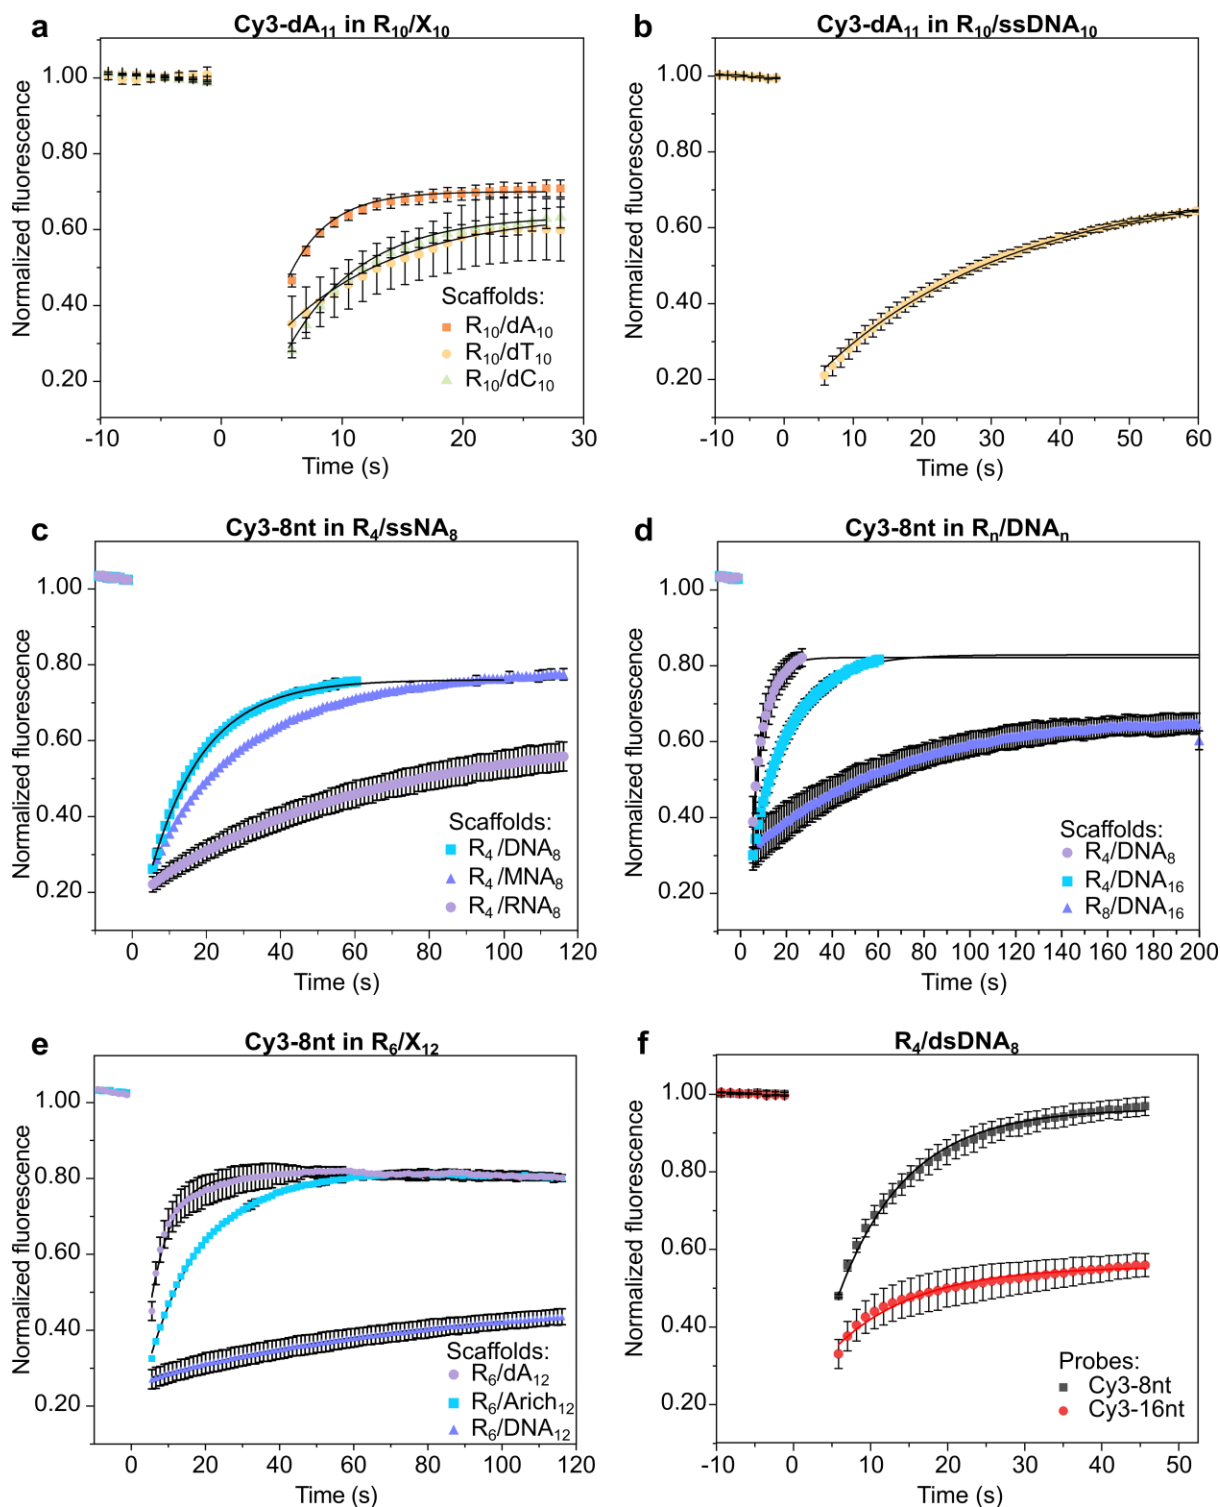 a
Cy3-dA₁₁ in R₁₀/X₁₀
Normalized fluorescence
1.00
0.80
0.60
0.40
0.20
-10 0 10 20 30
Time (s)
Scaffolds:
R₁₀/dA₁₀
R₁₀/dT₁₀
R₁₀/dC₁₀
b
Cy3-dA₁₁ in R₁₀/ssDNA₁₀
Normalized fluorescence
1.00
0.80
0.60
0.40
0.20
-10 0 10 20 30 40 50 60
Time (s)
c
Cy3-8nt in R₄/ssNA₈
Normalized fluorescence
1.00
0.80
0.60
0.40
0.20
0 20 40 60 80 100 120
Time (s)
Scaffolds:
R₄/DNA₈
R₄/MNA₈
R₄/RNA₈
d
Cy3-8nt in Rₙ/DNAₙ
Normalized fluorescence
1.00
0.80
0.60
0.40
0.20
0 20 40 60 80 100 120 140 160 180 200
Time (s)
Scaffolds:
R₄/DNA₈
R₄/DNA₁₆
R₈/DNA₁₆
e
Cy3-8nt in R₆/X₁₂
Normalized fluorescence
1.00
0.80
0.60
0.40
0.20
0 20 40 60 80 100 120
Time (s)
Scaffolds:
R₆/dA₁₂
R₆/Arich₁₂
R₆/DNA₁₂
f
R₄/dsDNA₈
Normalized fluorescence
1.00
0.80
0.60
0.40
0.20
-10 0 10 20 30 40 50
Time (s)
Probes:
Cy3-8nt
Cy3-16nt